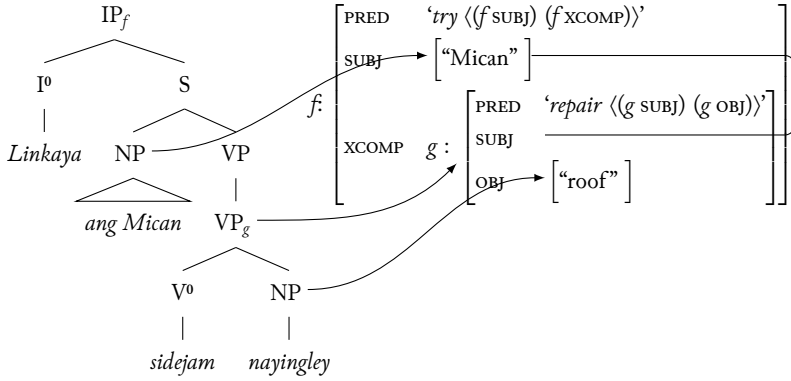 IP_f
PRED ‘try ⟨(f SUBJ) (f XCOMP)⟩’
I⁰ S SUBJ [“Mican”]
f:
PRED ‘repair ⟨(g SUBJ) (g OBJ)⟩’
Linkaya NP VP XCOMP g : SUBJ
OBJ [“roof”]
ang Mican VP_g
V⁰ NP
sidejam nayingley